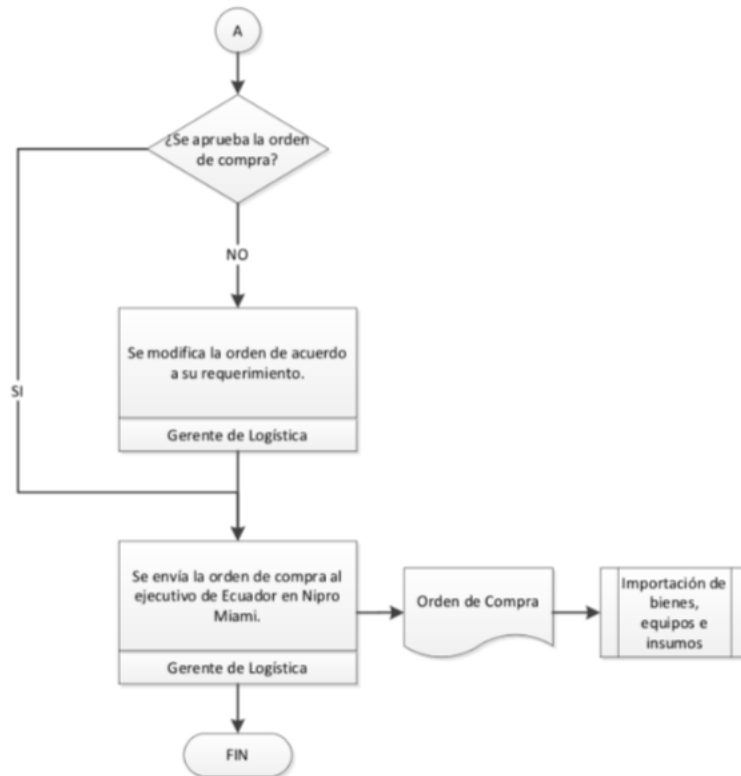 A
¿Se aprueba la orden
de compra?
NO
Se modifica la orden de acuerdo
a su requerimiento.
SI
Gerente de Logística
Se envía la orden de compra al
ejecutivo de Ecuador en Nipro
Miami.
Gerente de Logística
Orden de Compra
Importación de
bienes,
equipos e
insumos
FIN